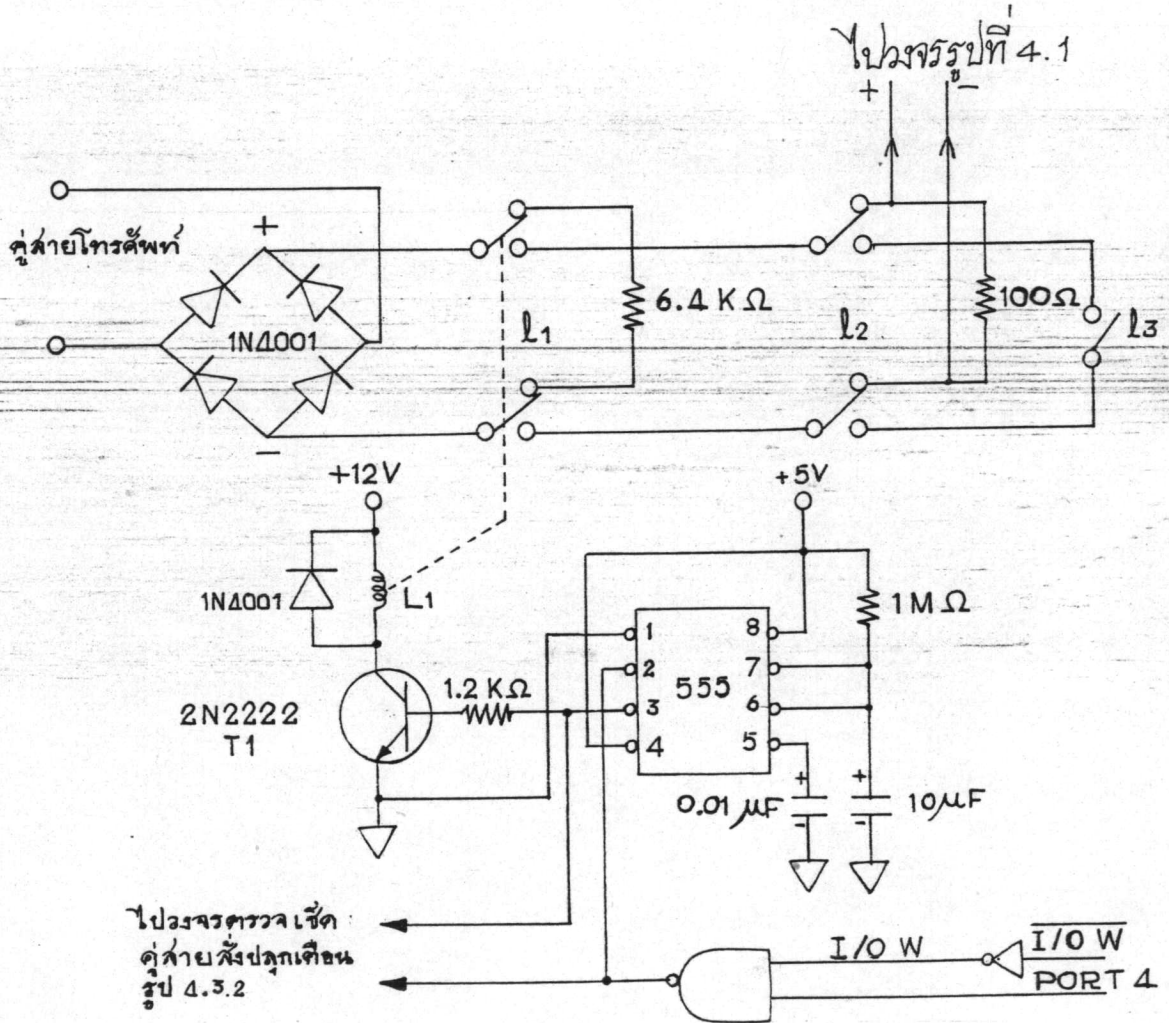 ไปวงจรรูปที่ 4.1
+ -
คู่สายโทรศัพท์
+
1N4001
-
l1
6.4 KΩ
l2
100Ω
l3
+12V
+5V
1N4001
L1
1MΩ
2N2222
T1
1.2 KΩ
555
1
2
3
4
8
7
6
5
+
-
0.01 µF
+
-
10µF
ไปวงจรตรวจเช็ค
คู่สายสั่งปลุกเตือน
รูป 4.3.2
I/O W
I/O W
PORT 4